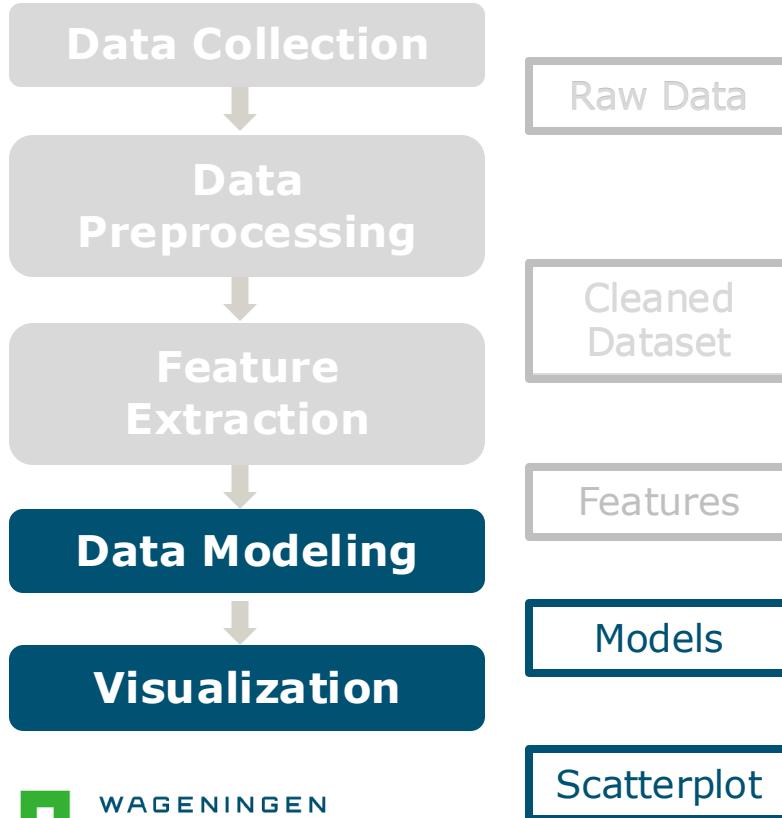 Data Collection
Raw Data
Data
Preprocessing
Cleaned
Dataset
Feature
Extraction
Features
Data Modeling
Models
Visualization
Scatterplot
WAGENINGEN